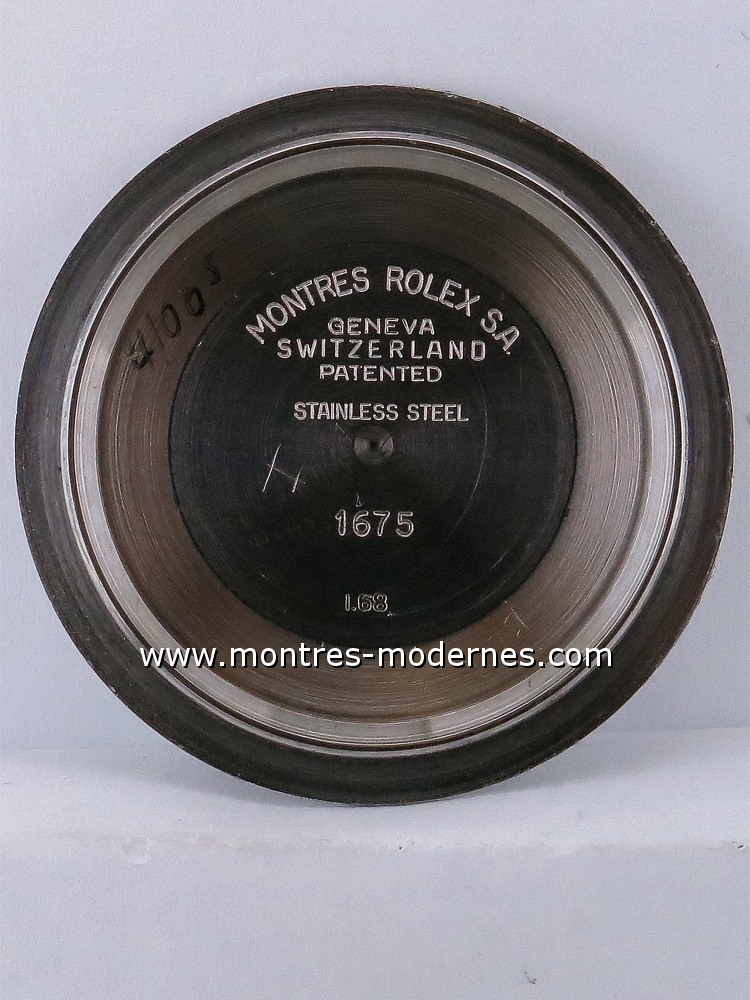 MONTRES ROLEX S.A.
GENEVA
SWITZERLAND
PATENTED
STAINLESS STEEL
1675
I.68
www.montres-modernes.com